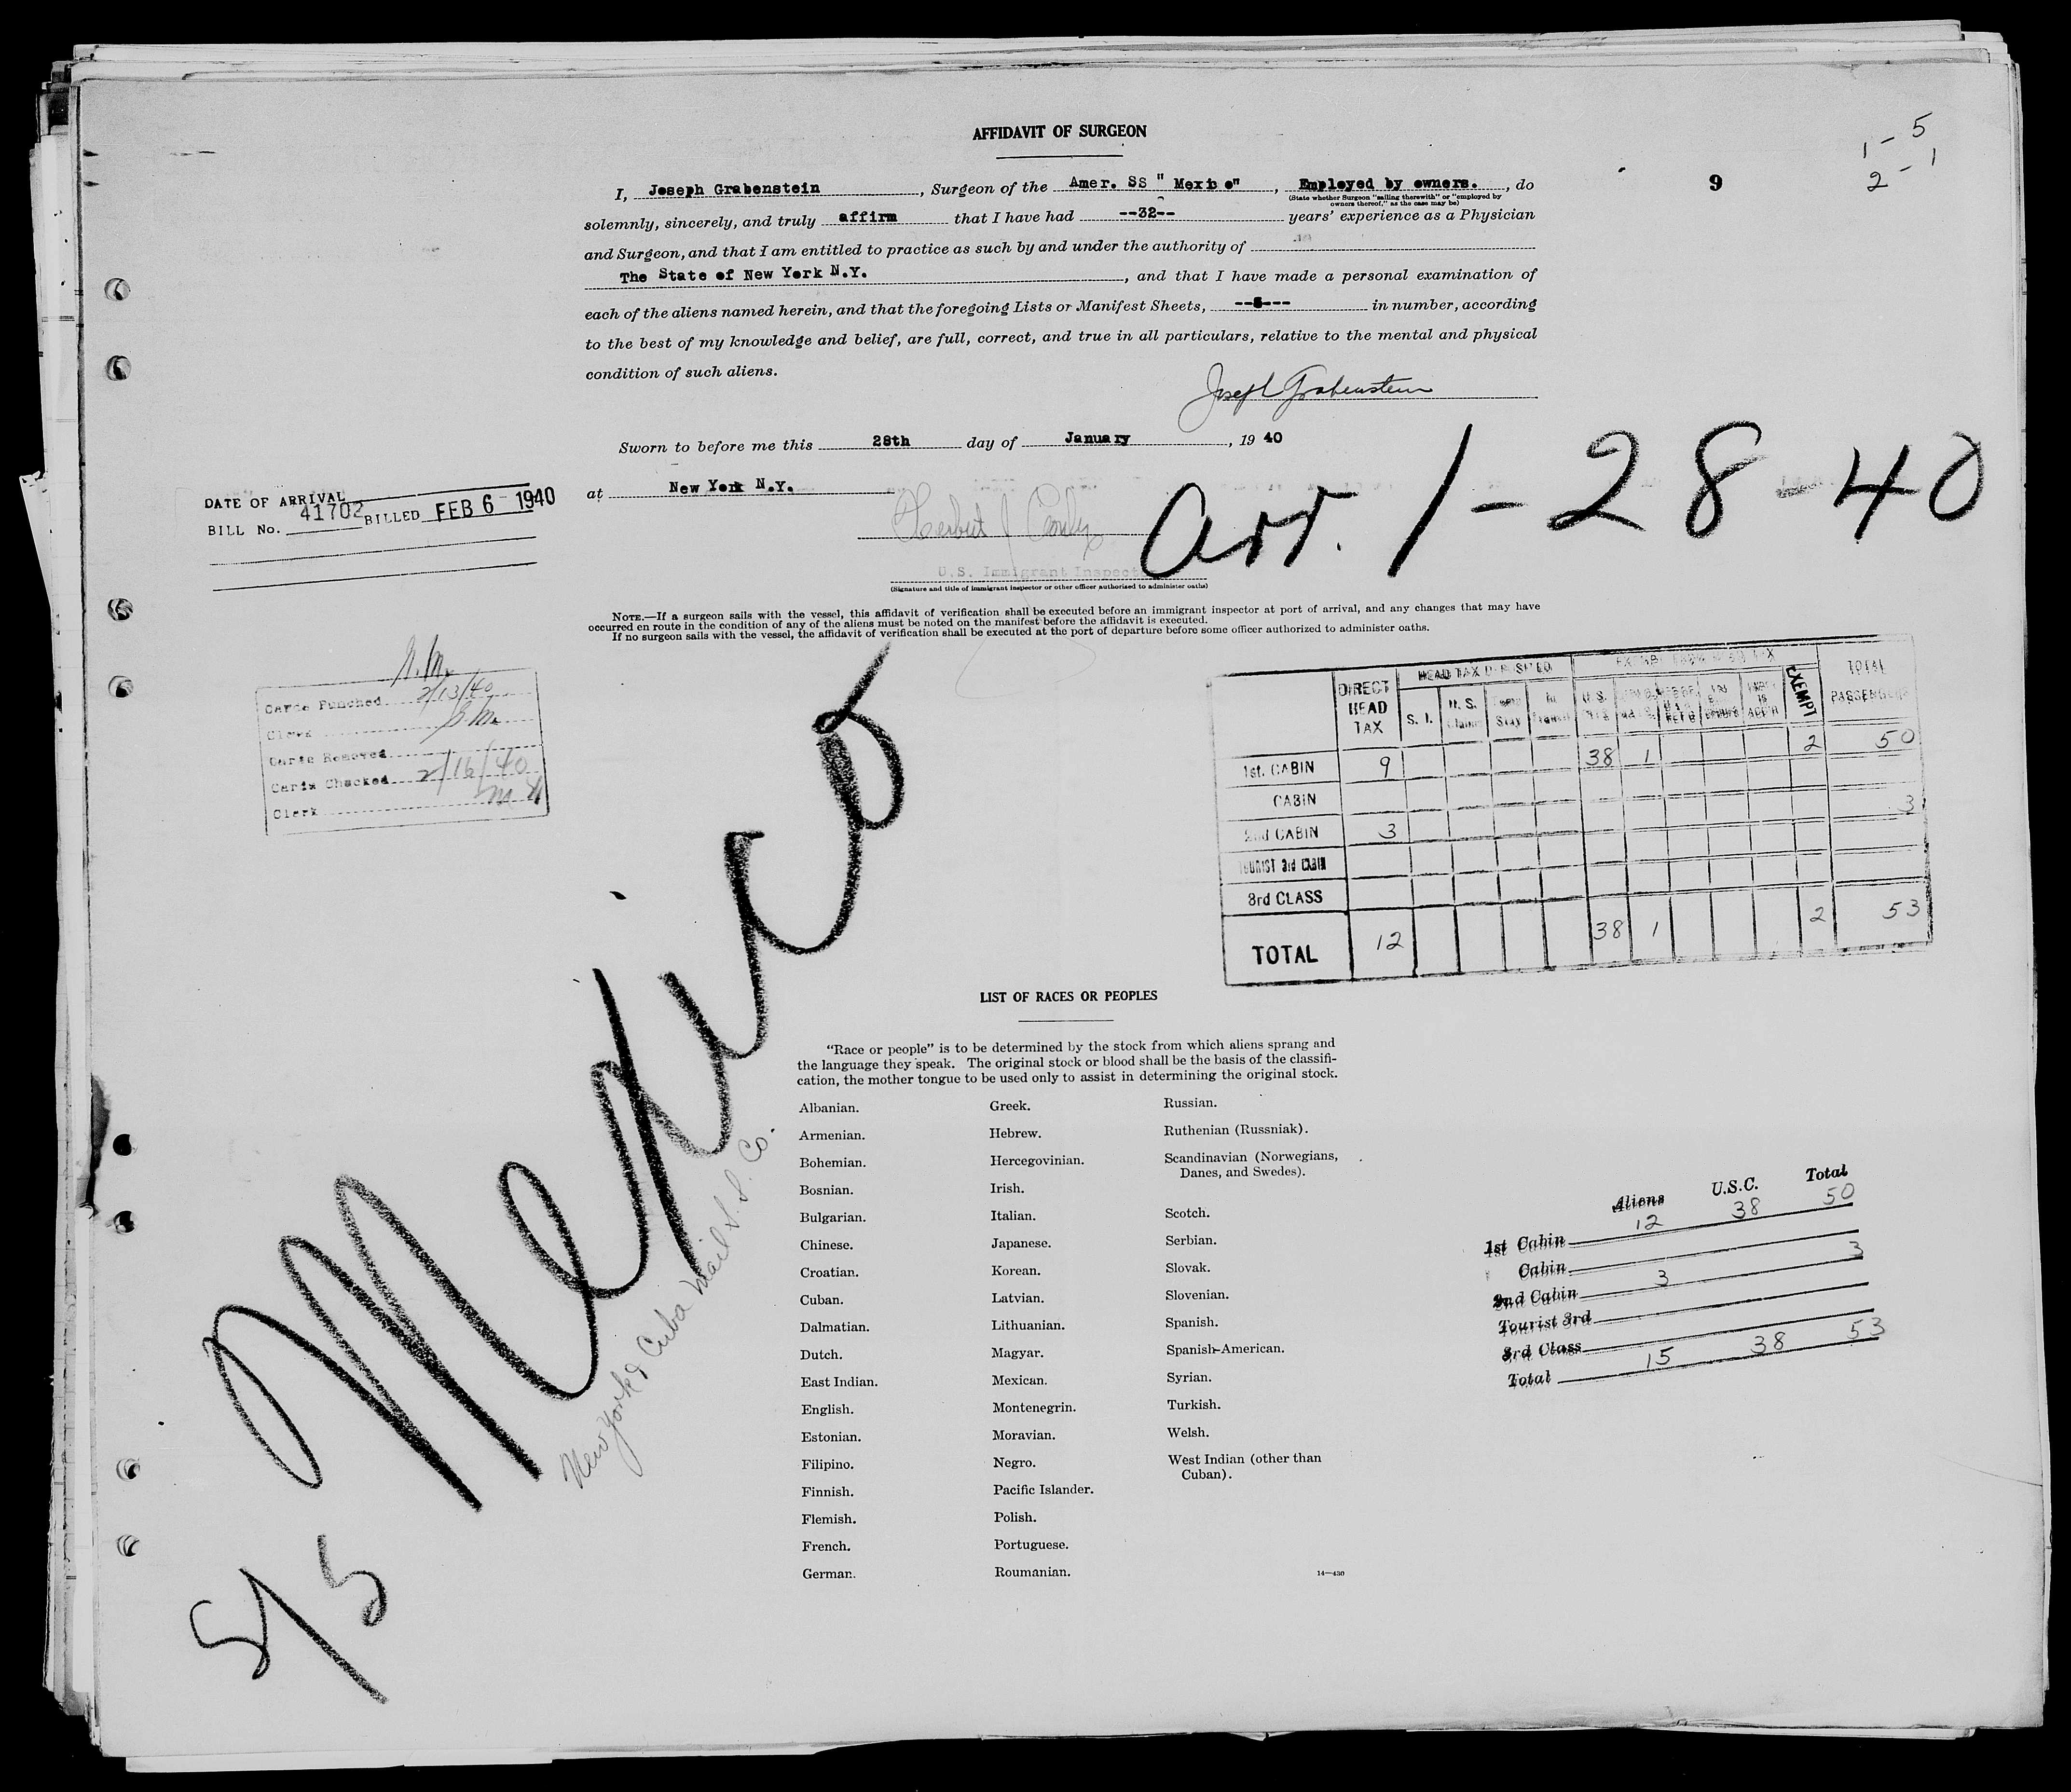 AFFIDAVIT OF SURGEON
1 - 5
2 - 1
9
I, Joseph Grabenstein, Surgeon of the Amer. SS " Mexico", Employed by owners., do
(State whether Surgeon "sailing therewith" or "employed by
owners thereof," as the case may be)
solemnly, sincerely, and truly affirm that I have had --32-- years' experience as a Physician
and Surgeon, and that I am entitled to practice as such by and under the authority of
The State of New York N.Y., and that I have made a personal examination of
each of the aliens named herein, and that the foregoing Lists or Manifest Sheets, in number, according
to the best of my knowledge and belief, are full, correct, and true in all particulars, relative to the mental and physical
condition of such aliens.
Joseph Grabenstein
Sworn to before me this 28th day of January, 19 40
at New York N.Y.
Arr. 1-28-40
DATE OF ARRIVAL
BILL No. 41702 BILLED FEB 6 - 1940
U.S. Immigrant Inspect
(Signature and title of immigrant inspector or other officer authorized to administer oaths)
NOTE.—If a surgeon sails with the vessel, this affidavit of verification shall be executed before an immigrant inspector at port of arrival, and any changes that may have
occurred en route in the condition of any of the aliens must be noted on the manifest before the affidavit is executed.
If no surgeon sails with the vessel, the affidavit of verification shall be executed at the port of departure before some officer authorized to administer oaths.
Cards Punched 2/13/40
Clerk
Cards Removed
Cards Checked 2/16/40
Clerk
DIRECT HEAD TAX
HEAD TAX DEPOSITED
S. I.
U. S.
Stay
U. S.
EXEMPT
TOTAL PASSENGERS
1st. CABIN 9 38 1 2 50
CABIN 3
2nd CABIN 3
TOURIST 3rd CABIN
3rd CLASS
TOTAL 12 38 1 2 53
Mexico
New York & Cuba Mail S.S. Co.
S/S
LIST OF RACES OR PEOPLES
"Race or people" is to be determined by the stock from which aliens sprang and
the language they speak. The original stock or blood shall be the basis of the classifi-
cation, the mother tongue to be used only to assist in determining the original stock.
Albanian.
Armenian.
Bohemian.
Bosnian.
Bulgarian.
Chinese.
Croatian.
Cuban.
Dalmatian.
Dutch.
East Indian.
English.
Estonian.
Filipino.
Finnish.
Flemish.
French.
German.
Greek.
Hebrew.
Hercegovinian.
Irish.
Italian.
Japanese.
Korean.
Latvian.
Lithuanian.
Magyar.
Mexican.
Montenegrin.
Moravian.
Negro.
Pacific Islander.
Polish.
Portuguese.
Roumanian.
Russian.
Ruthenian (Russniak).
Scandinavian (Norwegians,
Danes, and Swedes).
Scotch.
Serbian.
Slovak.
Slovenian.
Spanish.
Spanish-American.
Syrian.
Turkish.
Welsh.
West Indian (other than
Cuban).
14—430
Aliens U.S.C. Total
1st Cabin 12 38 50
Cabin 3
2nd Cabin 3
Tourist 3rd
3rd Class
Total 15 38 53